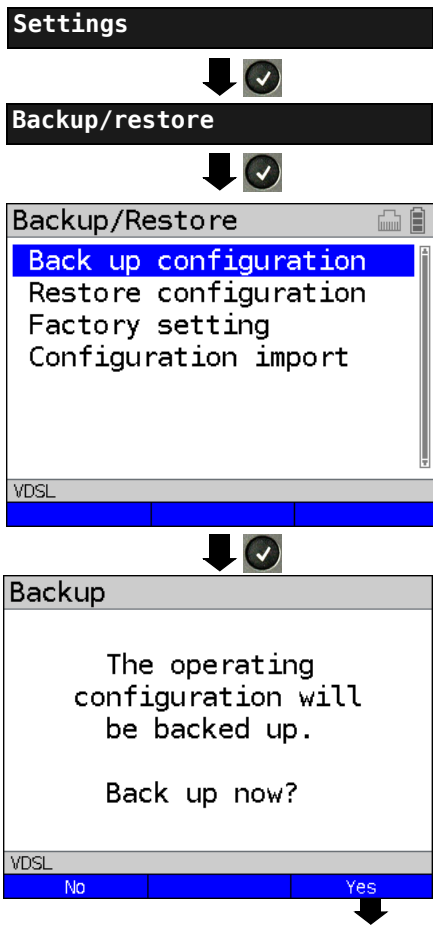 Settings
Backup/restore
Backup/Restore
Back up configuration
Restore configuration
Factory setting
Configuration import
VDSL
Backup
The operating
configuration will
be backed up.
Back up now?
VDSL
No Yes